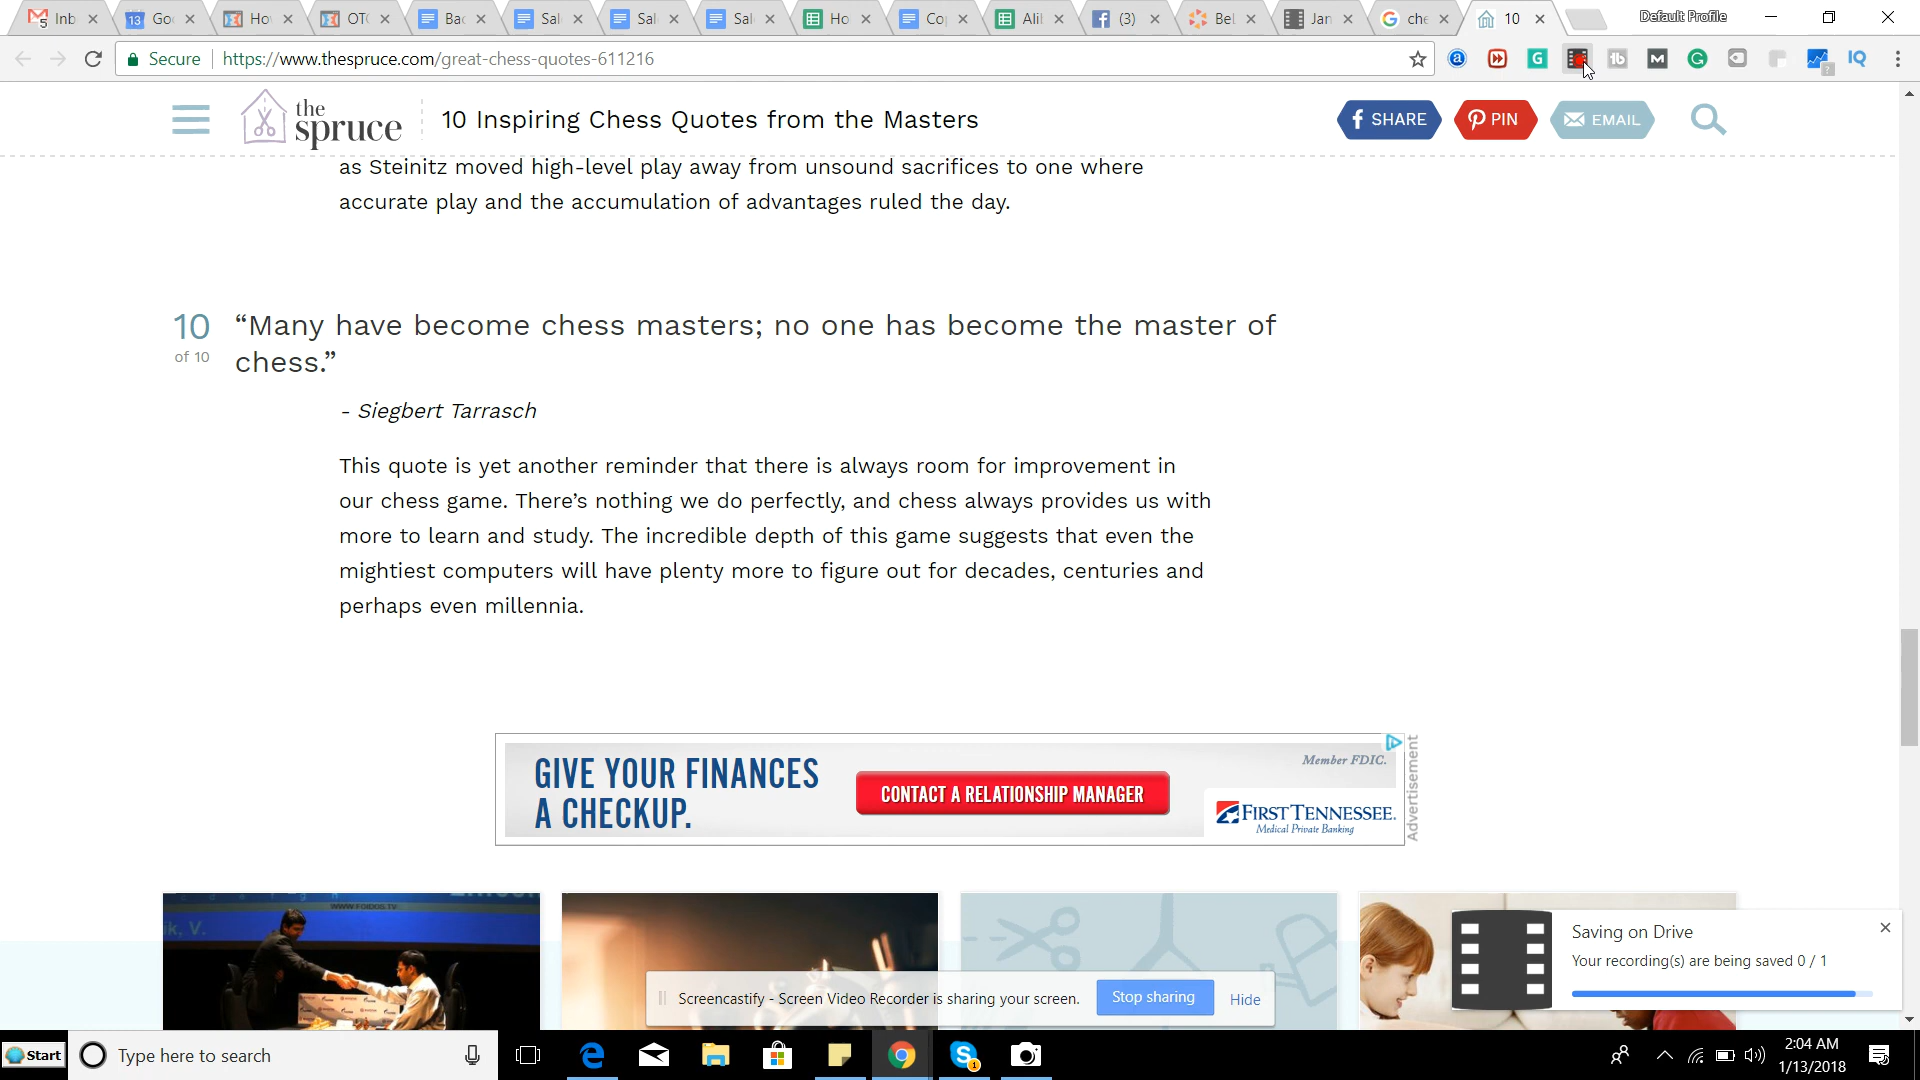 Inb
Go
Ho
OT
Bac
Sal
Sal
Sal
Ho
Co
Alil
(3)
Bel
Jan
che
10
Default Profile
Secure
https://www.thespruce.com/great-chess-quotes-611216
the
spruce
10 Inspiring Chess Quotes from the Masters
SHARE
PIN
EMAIL
as Steinitz moved high-level play away from unsound sacrifices to one where
accurate play and the accumulation of advantages ruled the day.
10
of 10
“Many have become chess masters; no one has become the master of
chess.”
- Siegbert Tarrasch
This quote is yet another reminder that there is always room for improvement in
our chess game. There’s nothing we do perfectly, and chess always provides us with
more to learn and study. The incredible depth of this game suggests that even the
mightiest computers will have plenty more to figure out for decades, centuries and
perhaps even millennia.
GIVE YOUR FINANCES
A CHECKUP.
CONTACT A RELATIONSHIP MANAGER
Member FDIC.
FIRST TENNESSEE.
Medical Private Banking
Advertisement
Saving on Drive
Your recording(s) are being saved 0 / 1
Screencastify - Screen Video Recorder is sharing your screen.
Stop sharing
Hide
Start
Type here to search
2:04 AM
1/13/2018